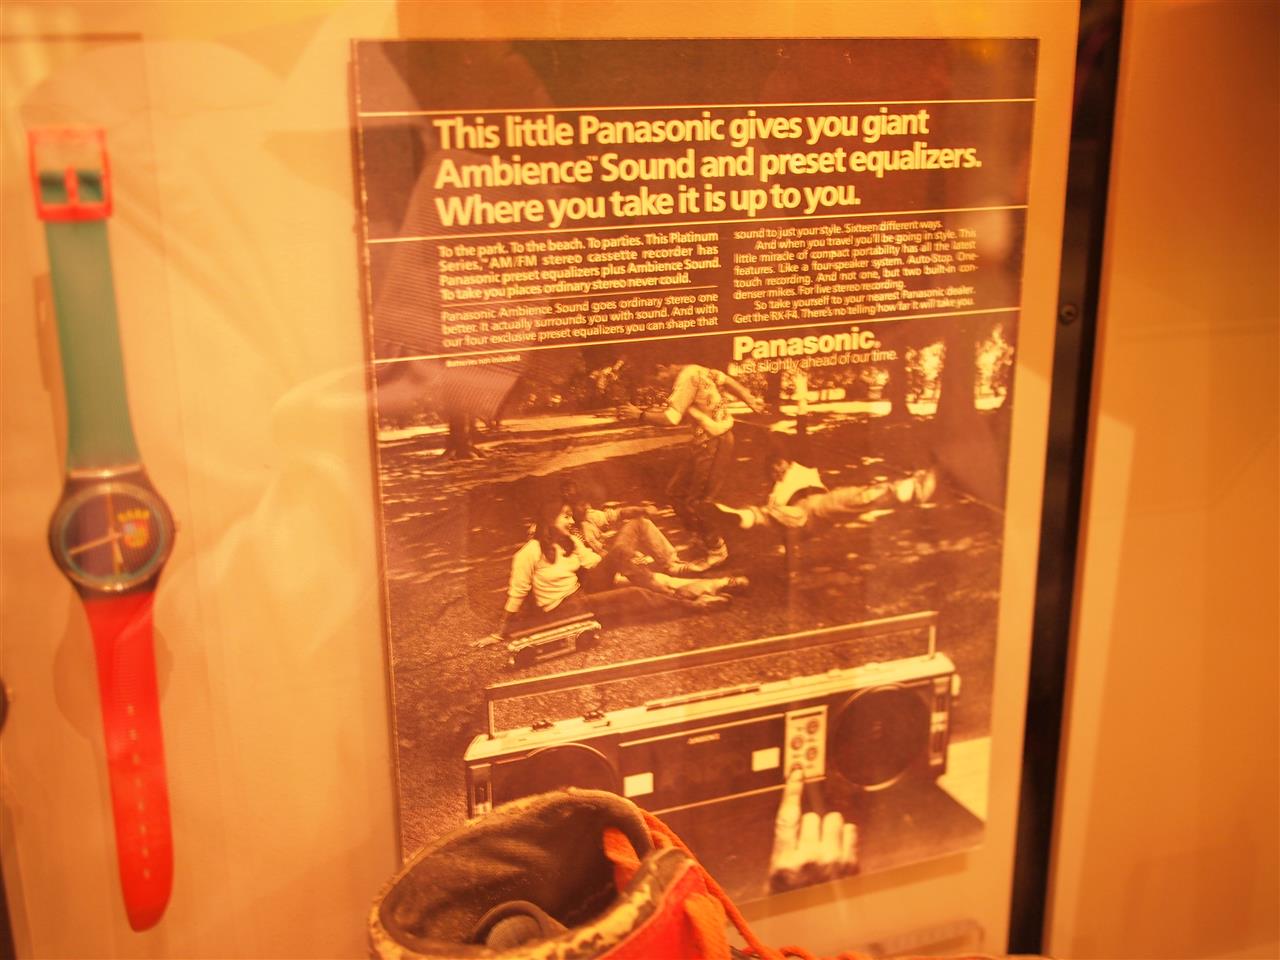 This little Panasonic gives you giant
Ambience™ Sound and preset equalizers.
Where you take it is up to you.
To the park. To the beach. To parties. This Platinum
Series,™ AM/FM stereo cassette recorder has
Panasonic preset equalizers plus Ambience Sound.
To take you places ordinary stereo never could.
Panasonic Ambience Sound goes ordinary stereo one
better. It actually surrounds you with sound. And with
our four exclusive preset equalizers you can shape that
Batteries not included.
sound to just your style. Sixteen different ways.
And when you travel you'll be going in style. This
little miracle of compact portability has all the latest
features. Like a four-speaker system. Auto-Stop. One-
touch recording. And not one, but two built-in con-
denser mikes. For live stereo recording.
So take yourself to your nearest Panasonic dealer.
Get the RX-F4. There's no telling how far it will take you.
Panasonic.
just slightly ahead of our time.